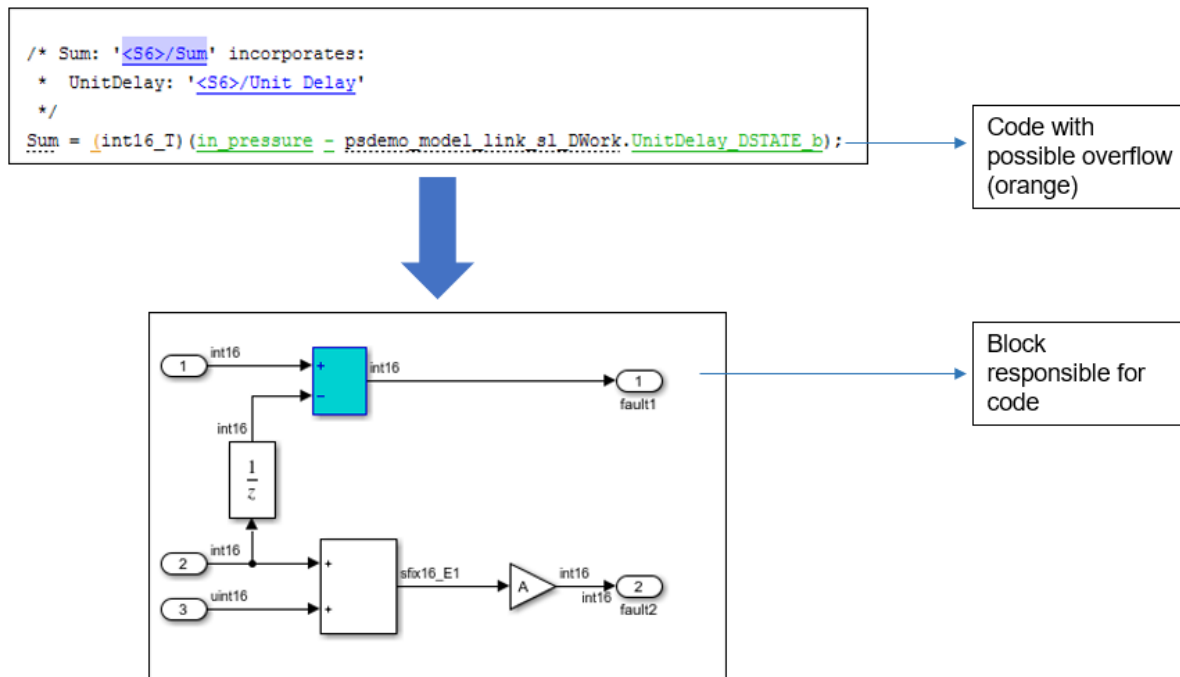 /* Sum: '<S6>/Sum' incorporates:
*  UnitDelay: '<S6>/Unit Delay'
*/
Sum = (int16_T)(in_pressure - psdemo_model_link_sl_DWork.UnitDelay_DSTATE_b);
Code with
possible overflow
(orange)
int16
1
+
int16
−
1
fault1
int16
1
z
Block
responsible for
code
int16
2
+
sfix16_E1
A
int16
int16
2
fault2
uint16
3
+